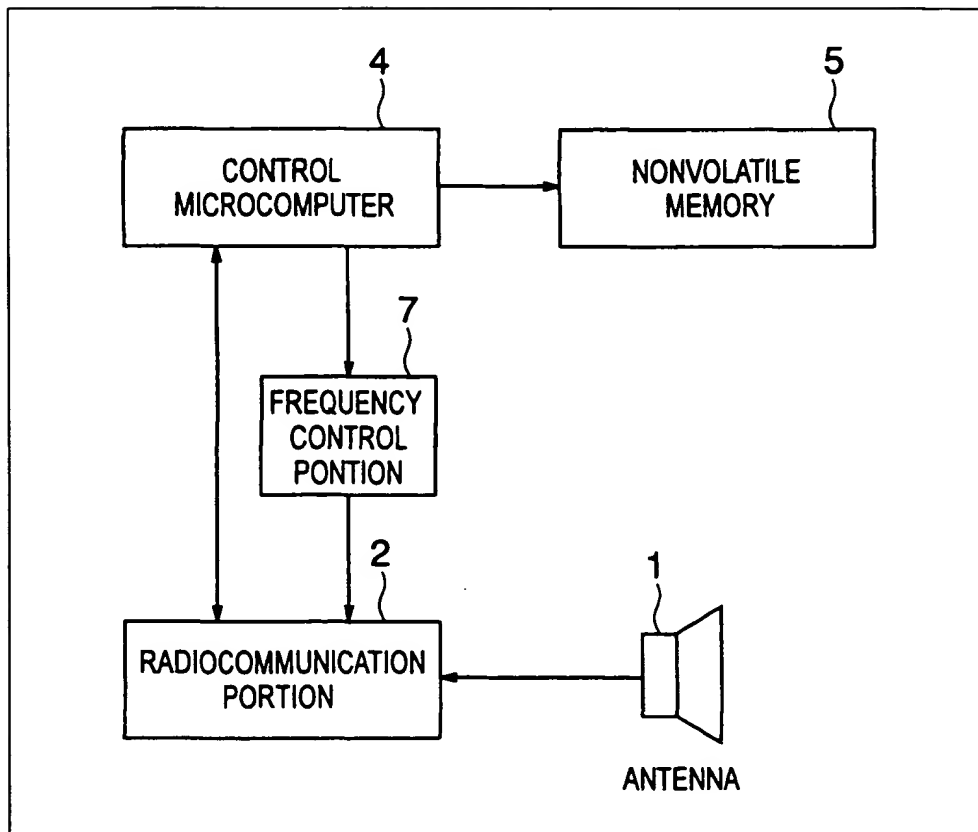 4
5
CONTROL
MICROCOMPUTER
NONVOLATILE
MEMORY
7
FREQUENCY
CONTROL
PONTION
2
1
RADIOCOMMUNICATION
PORTION
ANTENNA